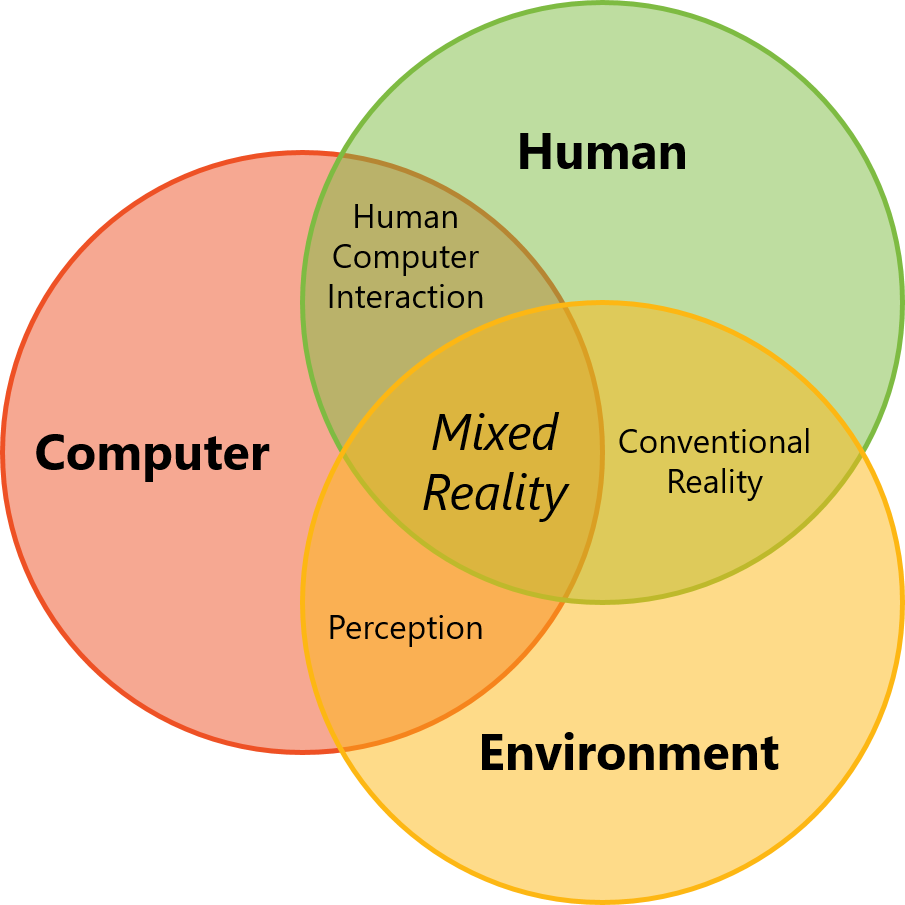 Human
Human
Computer
Interaction
Computer
Mixed
Reality
Conventional
Reality
Perception
Environment